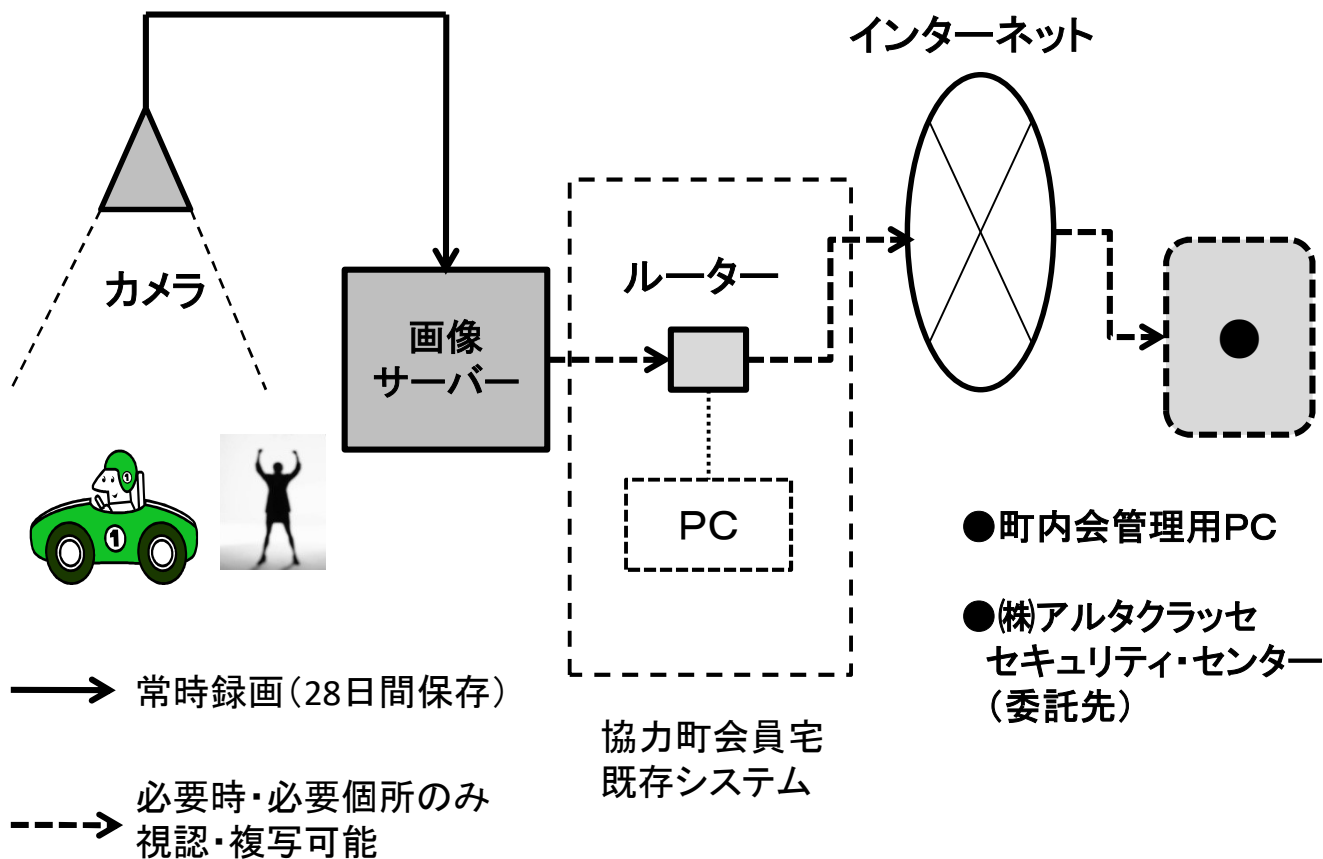 インターネット
カメラ
ルーター
画像
サーバー
PC
1
1
●町内会管理用PC
●㈱アルタクラッセ
セキュリティ・センター
(委託先)
常時録画(28日間保存)
協力町会員宅
既存システム
必要時・必要個所のみ
視認・複写可能